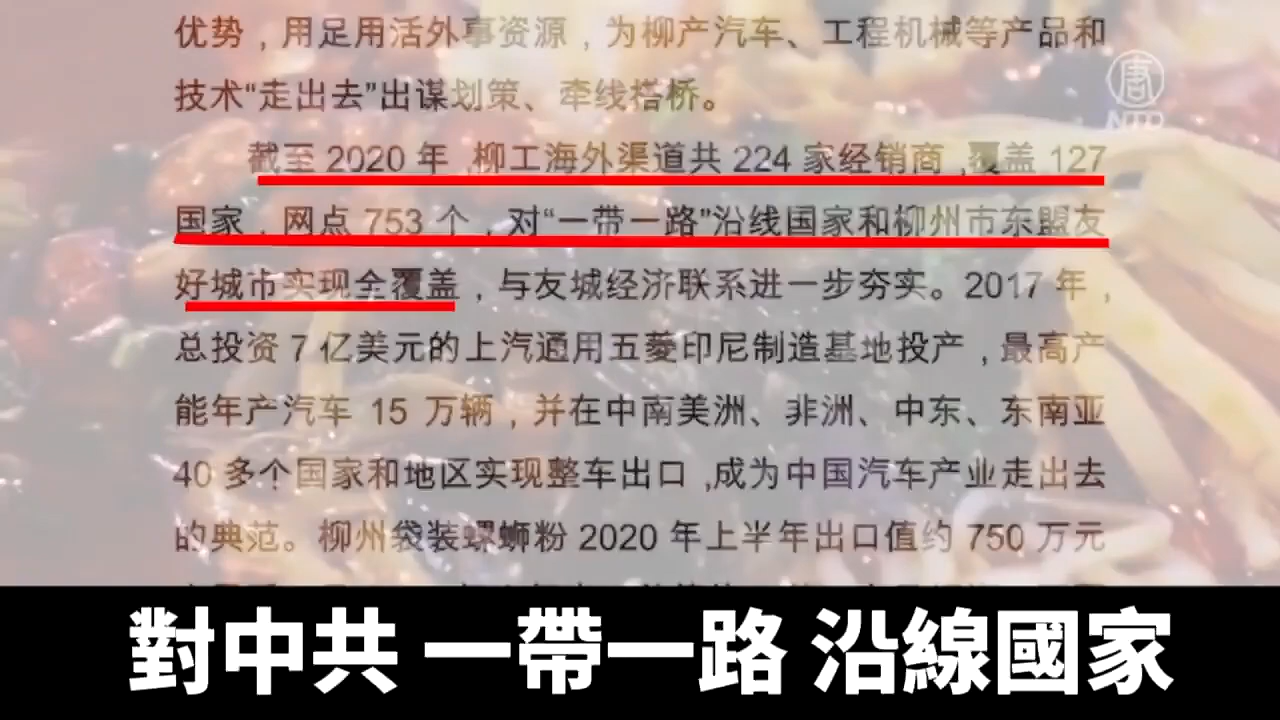 优势，用足用活外事资源，为柳产汽车、工程机械等产品和
技术“走出去”出谋划策、牵线搭桥。
截至 2020 年，柳工海外渠道共 224 家经销商，覆盖 127
国家，网点 753 个，对“一带一路”沿线国家和柳州市东盟友
好城市实现全覆盖，与友城经济联系进一步夯实。2017 年，
总投资 7 亿美元的上汽通用五菱印尼制造基地投产，最高产
能年产汽车 15 万辆，并在中南美洲、非洲、中东、东南亚
40 多个国家和地区实现整车出口，成为中国汽车产业走出去
的典范。柳州袋装螺蛳粉 2020 年上半年出口值约 750 万元
唐
NTD
對中共 一帶一路 沿線國家